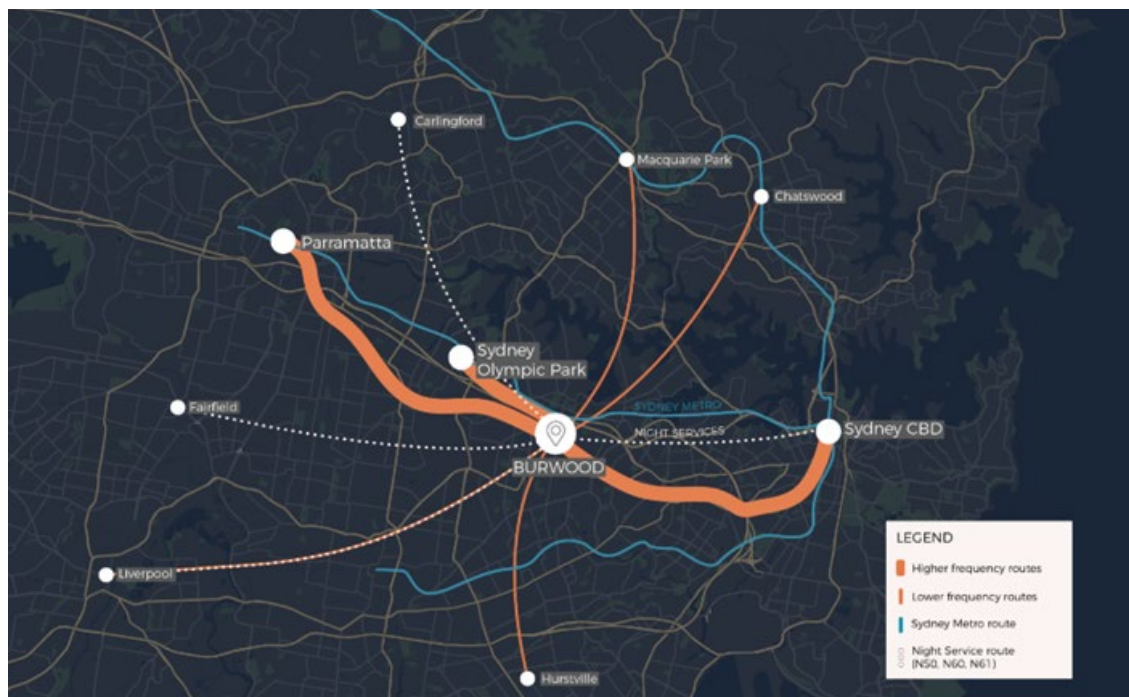 Carlingford
Macquarie Park
Chatswood
Parramatta
Sydney
Olympic Park
Fairfield
SYDNEY METRO
NIGHT SERVICES
Sydney CBD
BURWOOD
Liverpool
Hurstville
LEGEND
Higher frequency routes
Lower frequency routes
Sydney Metro route
Night Service route
(N50, N60, N61)